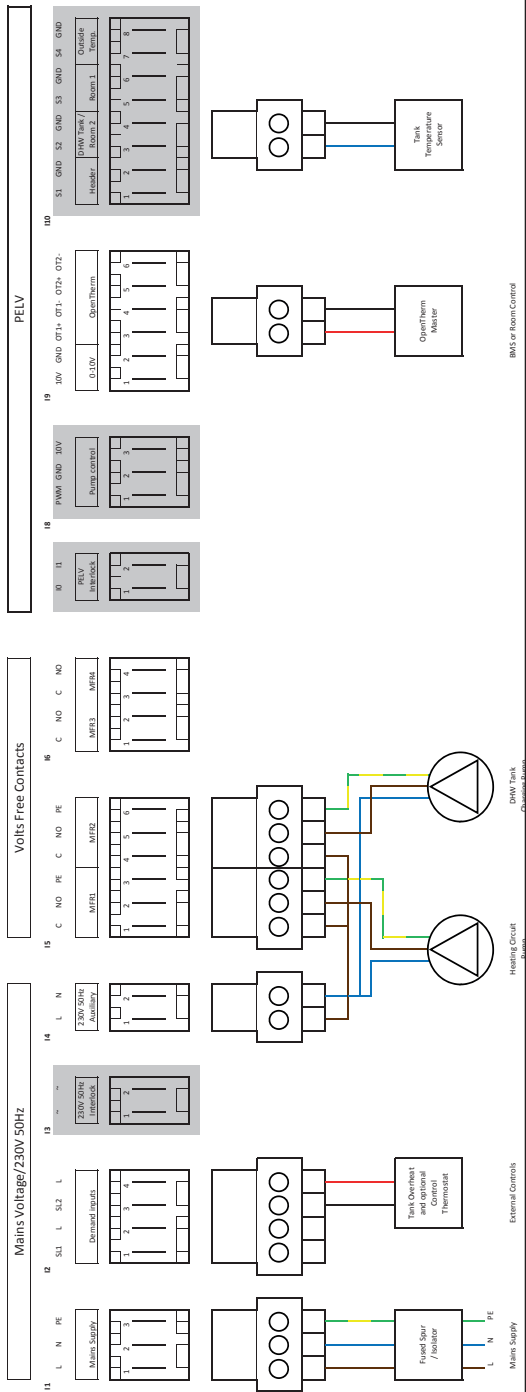 Mains Voltage/230V 50Hz
Volts Free Contacts
PELV
I1
I2
I3
I4
I5
I6
I8
I9
I10
L N PE
SL1 L SL2 L
~ ~
L N
C NO PE C NO PE
C NO C NO
I0 I1
PWM GND 10V
10V GND OT1+ OT1- OT2+ OT2-
S1 GND S2 GND S3 GND S4 GND
Mains Supply
Demand inputs
230V 50Hz
Interlock
230V 50Hz
Auxiliary
MFR1
MFR2
MFR3
MFR4
PELV
Interlock
Pump control
0-10V
OpenTherm
Header
DHW Tank /
Room 2
Room 1
Outside
Temp.
1 2 3
1 2 3 4
1 2
1 2
1 2 3 4 5 6
1 2 3 4
1 2
1 2 3
1 2 3 4 5 6
1 2 3 4 5 6 7 8
Fused Spur
/ Isolator
Tank Overheat
and optional
Control
Thermostat
OpenTherm
Master
Tank
Temperature
Sensor
L N PE
Mains Supply
External Controls
Heating Circuit
Pump
DHW Tank
Charging Pump
BMS or Room Control